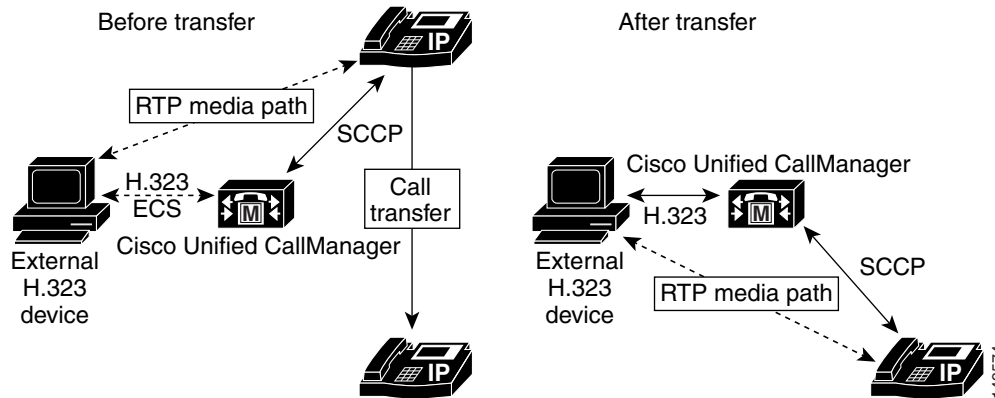 Before transfer
IP
RTP media path
SCCP
H.323
ECS
M
Cisco Unified CallManager
External
H.323
device
Call
transfer
IP
After transfer
Cisco Unified CallManager
M
H.323
External
H.323
device
SCCP
RTP media path
IP